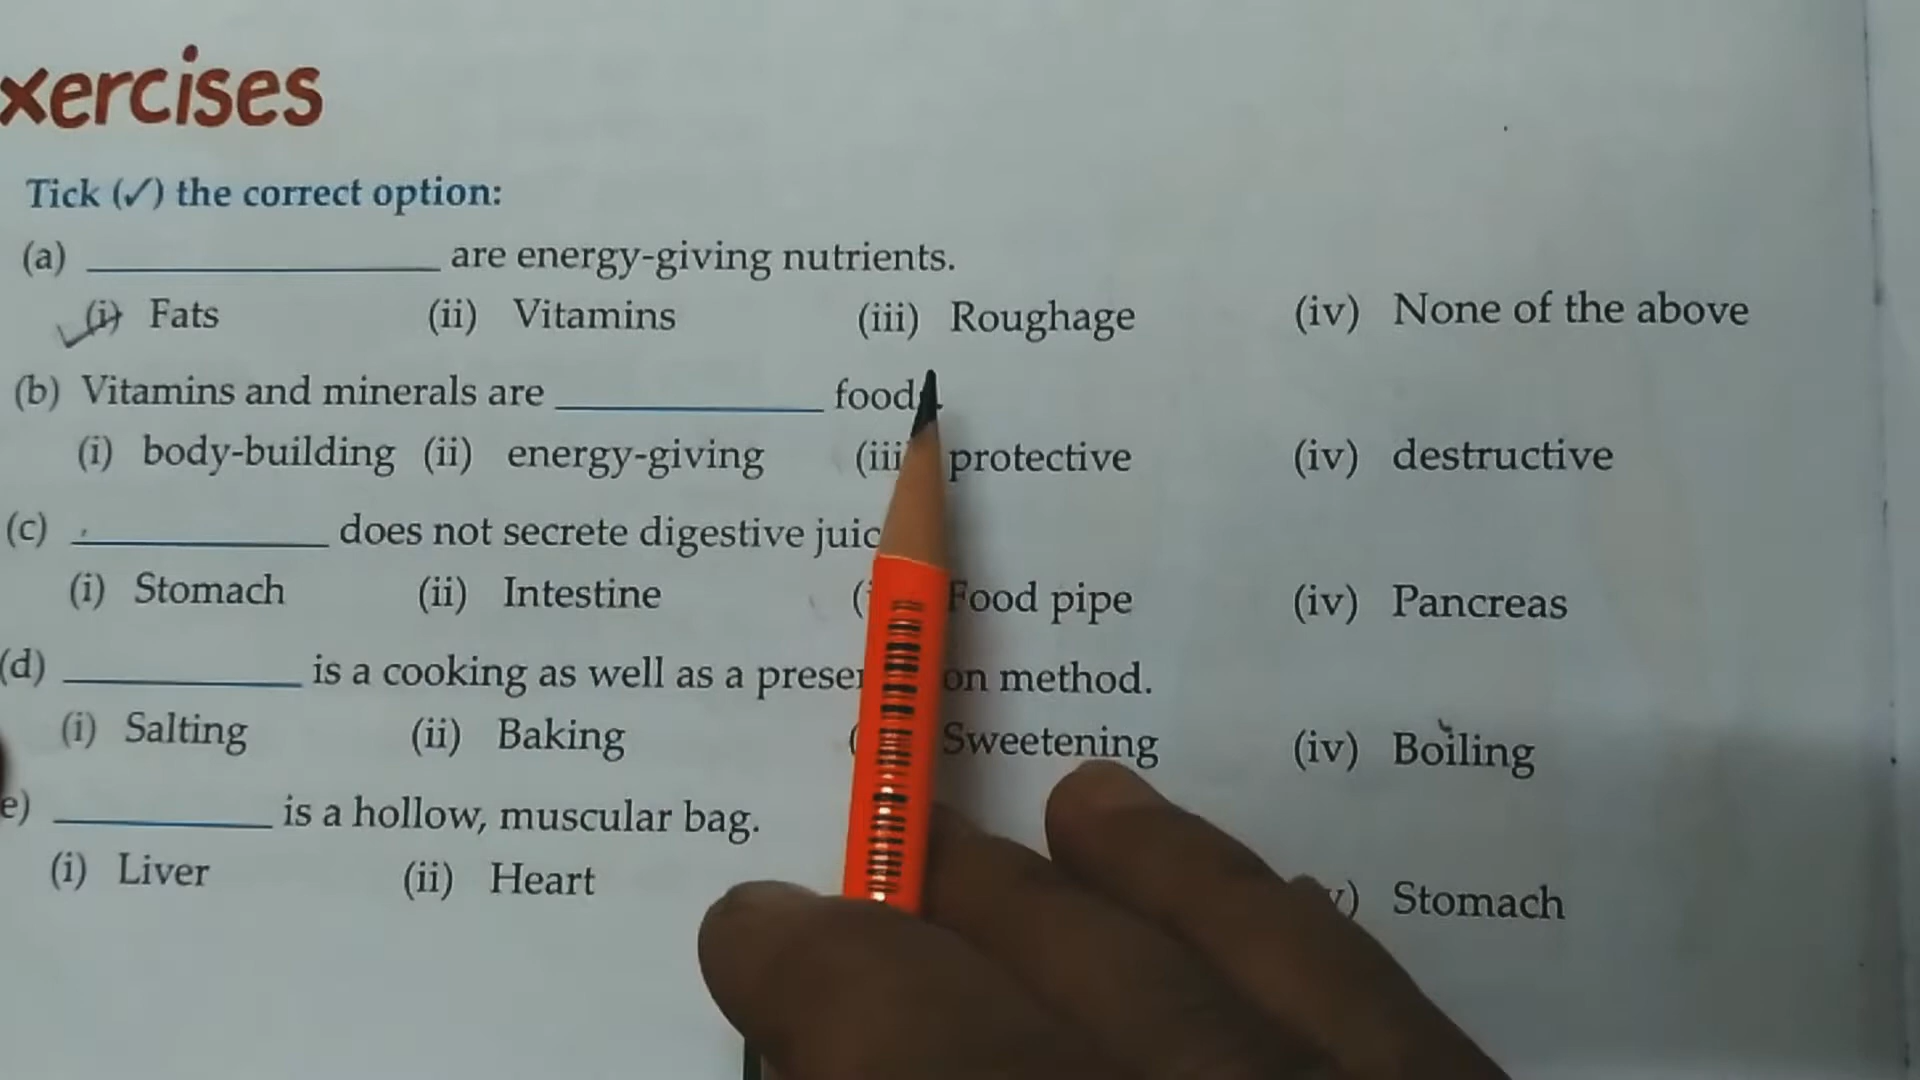 xercises
Tick (✓) the correct option:
(a) ____________ are energy-giving nutrients.
(i) Fats (ii) Vitamins (iii) Roughage (iv) None of the above
(b) Vitamins and minerals are ____________ food
(i) body-building (ii) energy-giving (iii protective (iv) destructive
(c) ____________ does not secrete digestive juic
(i) Stomach (ii) Intestine Food pipe (iv) Pancreas
(d) ____________ is a cooking as well as a preser on method.
(i) Salting (ii) Baking Sweetening (iv) Boiling
e) ____________ is a hollow, muscular bag.
(i) Liver (ii) Heart v) Stomach